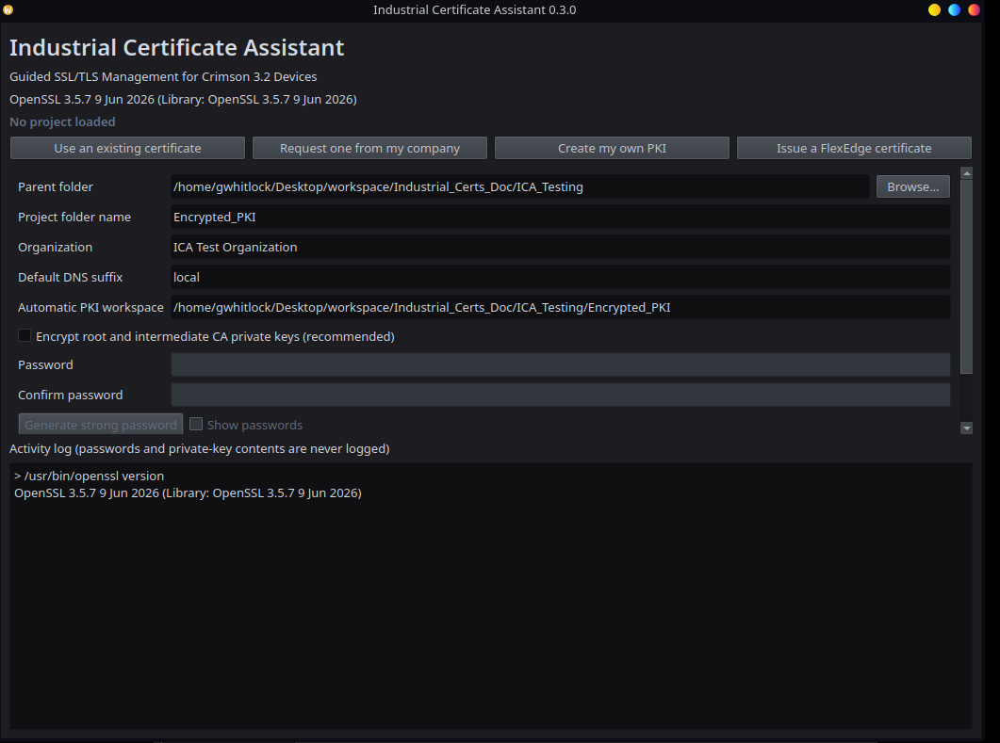 Industrial Certificate Assistant 0.3.0
Industrial Certificate Assistant
Guided SSL/TLS Management for Crimson 3.2 Devices
OpenSSL 3.5.7 9 Jun 2026 (Library: OpenSSL 3.5.7 9 Jun 2026)
No project loaded
Use an existing certificate
Request one from my company
Create my own PKI
Issue a FlexEdge certificate
Parent folder
/home/gwhitlock/Desktop/workspace/Industrial_Certs_Doc/ICA_Testing
Browse...
Project folder name
Encrypted_PKI
Organization
ICA Test Organization
Default DNS suffix
local
Automatic PKI workspace
/home/gwhitlock/Desktop/workspace/Industrial_Certs_Doc/ICA_Testing/Encrypted_PKI
Encrypt root and intermediate CA private keys (recommended)
Password
Confirm password
Generate strong password
Show passwords
Activity log (passwords and private-key contents are never logged)
> /usr/bin/openssl version
OpenSSL 3.5.7 9 Jun 2026 (Library: OpenSSL 3.5.7 9 Jun 2026)